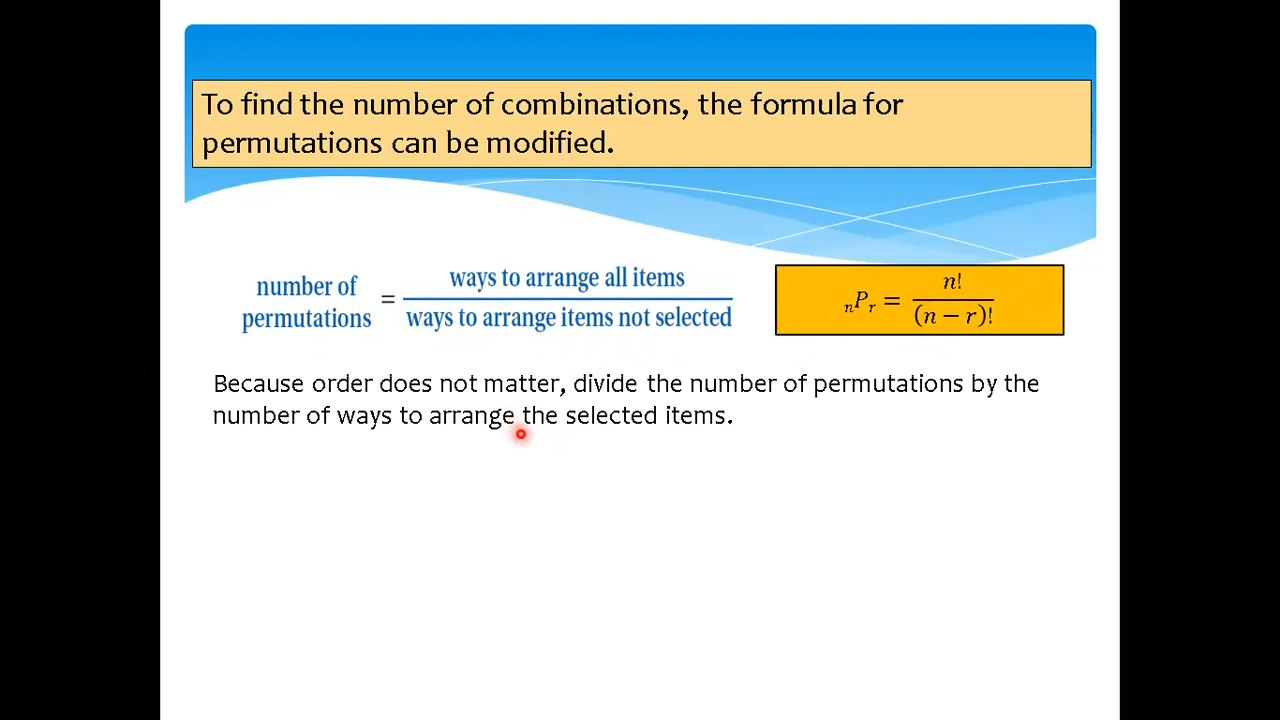 To find the number of combinations, the formula for
permutations can be modified.
number of
permutations
=
ways to arrange all items
ways to arrange items not selected
ₙPᵣ = n! / (n − r)!
Because order does not matter, divide the number of permutations by the
number of ways to arrange the selected items.